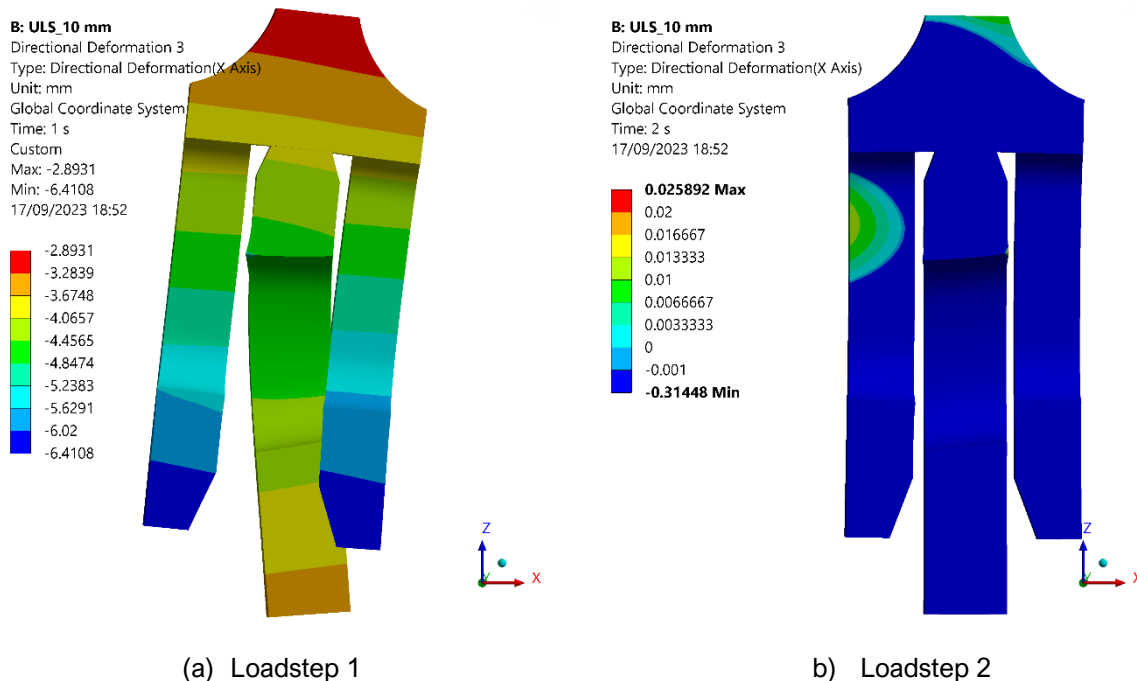 B: ULS_10 mm
Directional Deformation 3
Type: Directional Deformation(X Axis)
Unit: mm
Global Coordinate System
Time: 1 s
Custom
Max: -2.8931
Min: -6.4108
17/09/2023 18:52
-2.8931
-3.2839
-3.6748
-4.0657
-4.4565
-4.8474
-5.2383
-5.6291
-6.02
-6.4108
Z
Y
X
(a) Loadstep 1
B: ULS_10 mm
Directional Deformation 3
Type: Directional Deformation(X Axis)
Unit: mm
Global Coordinate System
Time: 2 s
17/09/2023 18:52
0.025892 Max
0.02
0.016667
0.013333
0.01
0.0066667
0.0033333
0
-0.001
-0.31448 Min
Z
Y
X
b) Loadstep 2